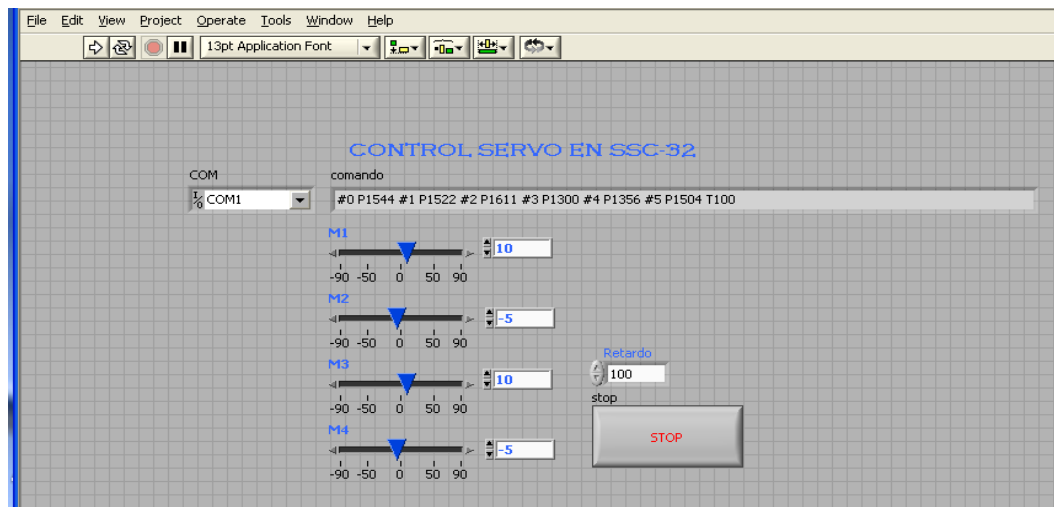 File Edit View Project Operate Tools Window Help
13pt Application Font
CONTROL SERVO EN SSC-32
COM
comando
COM1
#0 P1544 #1 P1522 #2 P1611 #3 P1300 #4 P1356 #5 P1504 T100
M1
10
-90 -50 0 50 90
M2
-5
-90 -50 0 50 90
M3
10
-90 -50 0 50 90
Retardo
100
stop
STOP
M4
-5
-90 -50 0 50 90